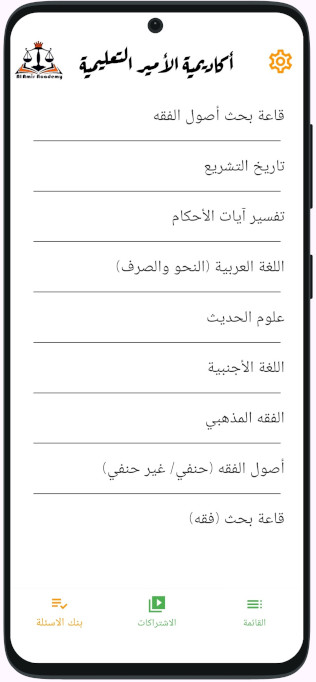 أكاديمية الأمير التعليمية
Al Amir Academy
قاعة بحث أصول الفقه
تاريخ التشريع
تفسير آيات الأحكام
اللغة العربية (النحو والصرف)
علوم الحديث
اللغة الأجنبية
الفقه المذهبي
أصول الفقه (حنفي/ غير حنفي)
قاعة بحث (فقه)
القائمة
الاشتراكات
بنك الاسئلة